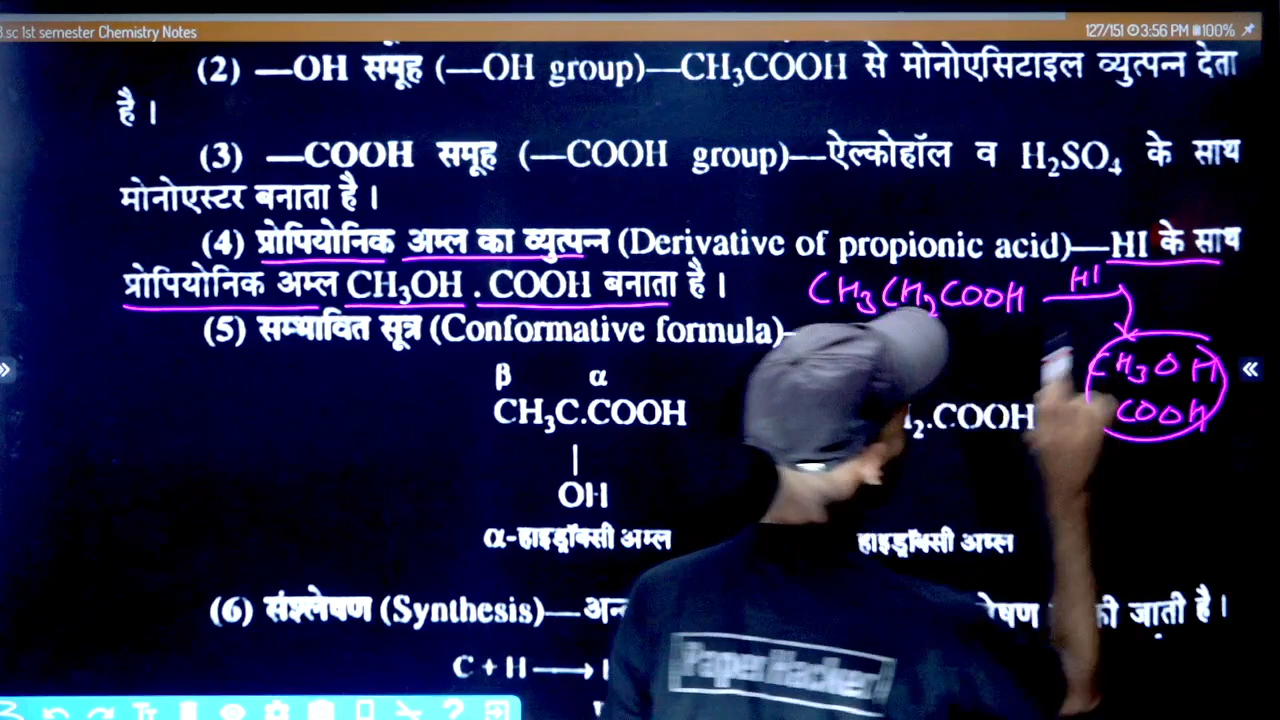 B.sc 1st semester Chemistry Notes
127/151 3:56 PM 100%
(2) —OH समूह (—OH group)—CH₃COOH से मोनोएसिटाइल व्युत्पन्न देता
है।
(3) —COOH समूह (—COOH group)—ऐल्कोहॉल व H₂SO₄ के साथ
मोनोएस्टर बनाता है।
(4) प्रोपियोनिक अम्ल का व्युत्पन्न (Derivative of propionic acid)—HI के साथ
प्रोपियोनिक अम्ल CH₃OH . COOH बनाता है।
CH₃CH₂COOH HI
(5) सम्भावित सूत्र (Conformative formula)—
CH₃OH
COOH
β α
CH₃C.COOH
₂.COOH
|
OH
α-हाइड्रॉक्सी अम्ल
हाइड्रॉक्सी अम्ल
(6) संश्लेषण (Synthesis)— की जाती है।
C + H ⟶
Paper Hacker